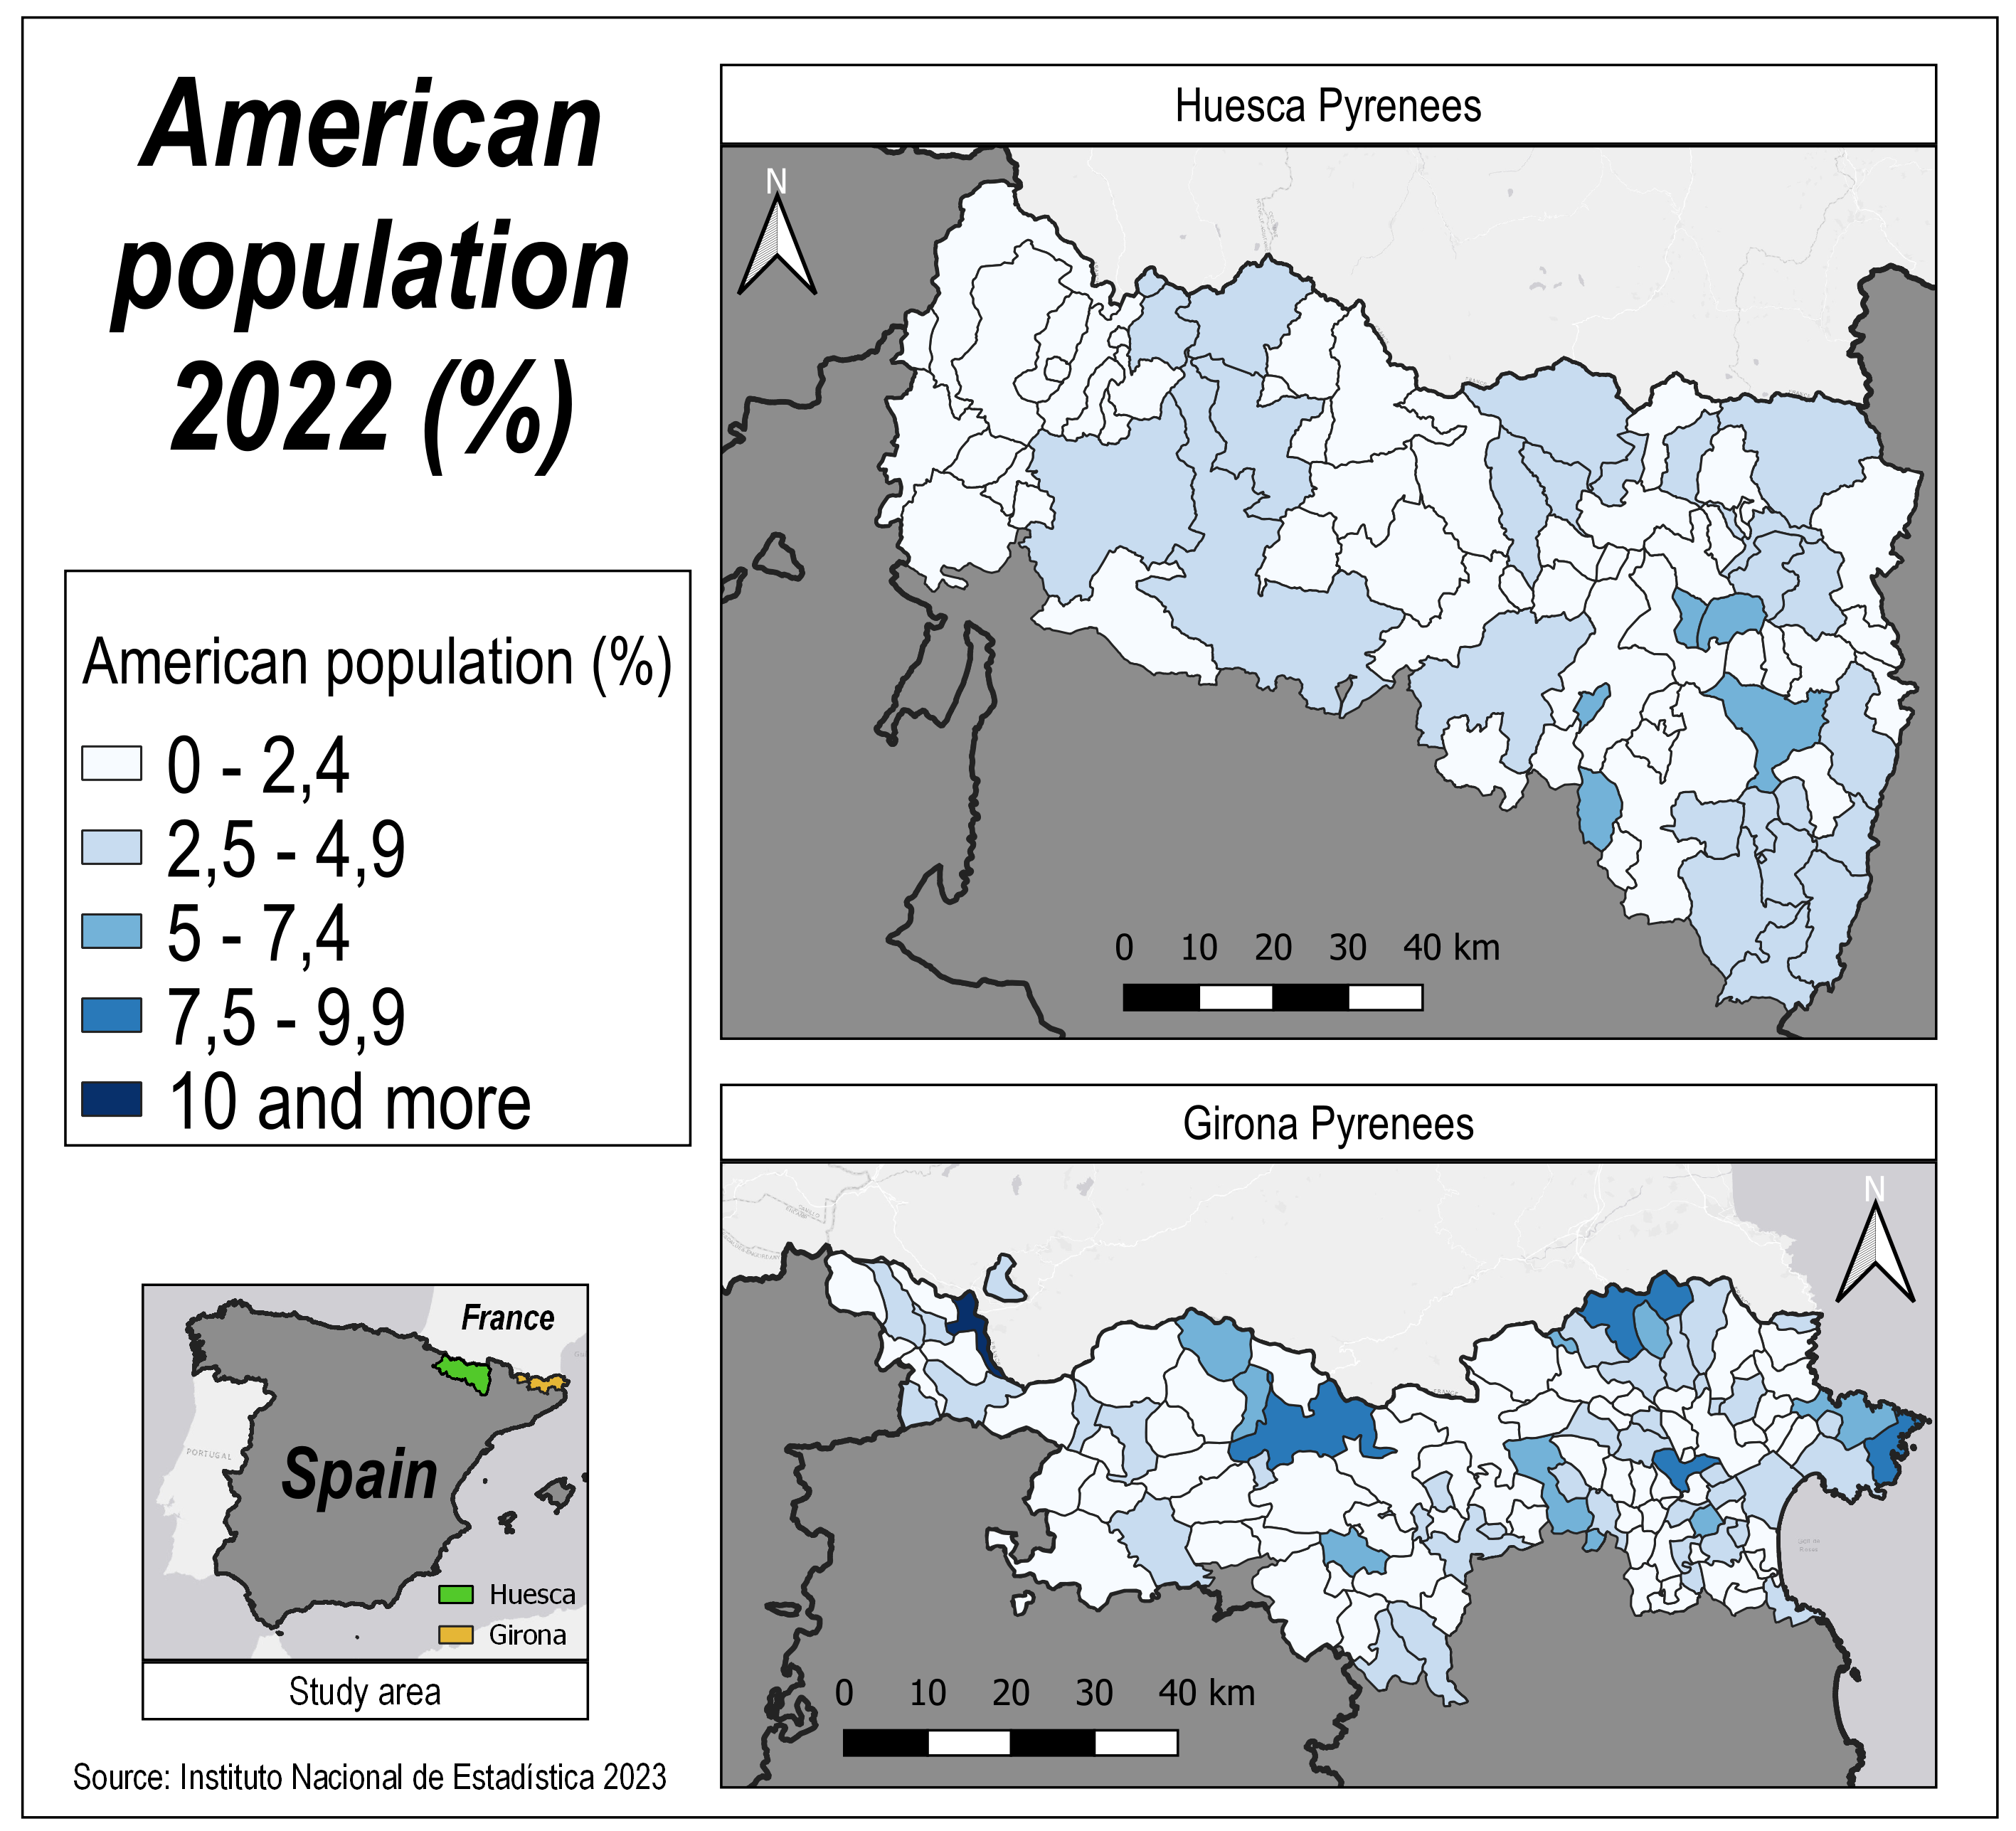 American
population
2022 (%)
American population (%)
0 - 2,4
2,5 - 4,9
5 - 7,4
7,5 - 9,9
10 and more
France
PORTUGAL
Spain
Huesca
Girona
Study area
Source: Instituto Nacional de Estadística 2023
Huesca Pyrenees
N
0 10 20 30 40 km
Girona Pyrenees
N
0 10 20 30 40 km